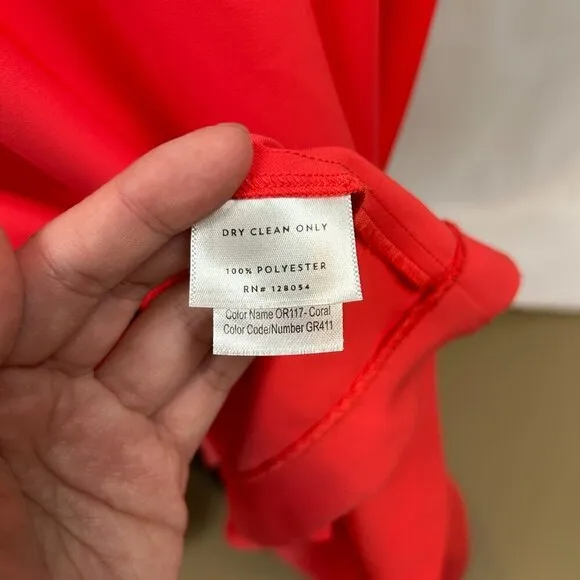 DRY CLEAN ONLY
100% POLYESTER
RN# 128054
Color Name OR117- Coral
Color Code/Number GR411